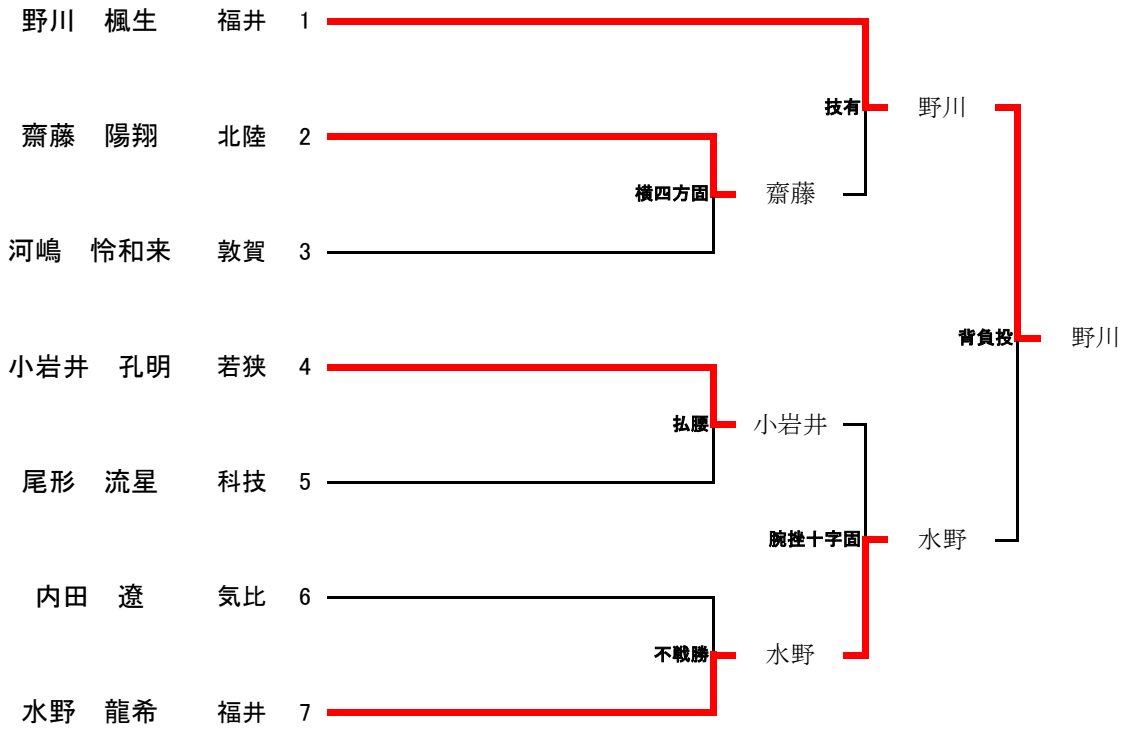 野川　楓生　福井　1
技有　野川
齋藤　陽翔　北陸　2
横四方固　齋藤
河嶋　怜和来　敦賀　3
背負投　野川
小岩井　孔明　若狭　4
払腰　小岩井
尾形　流星　科技　5
腕挫十字固　水野
内田　遼　気比　6
不戦勝　水野
水野　龍希　福井　7